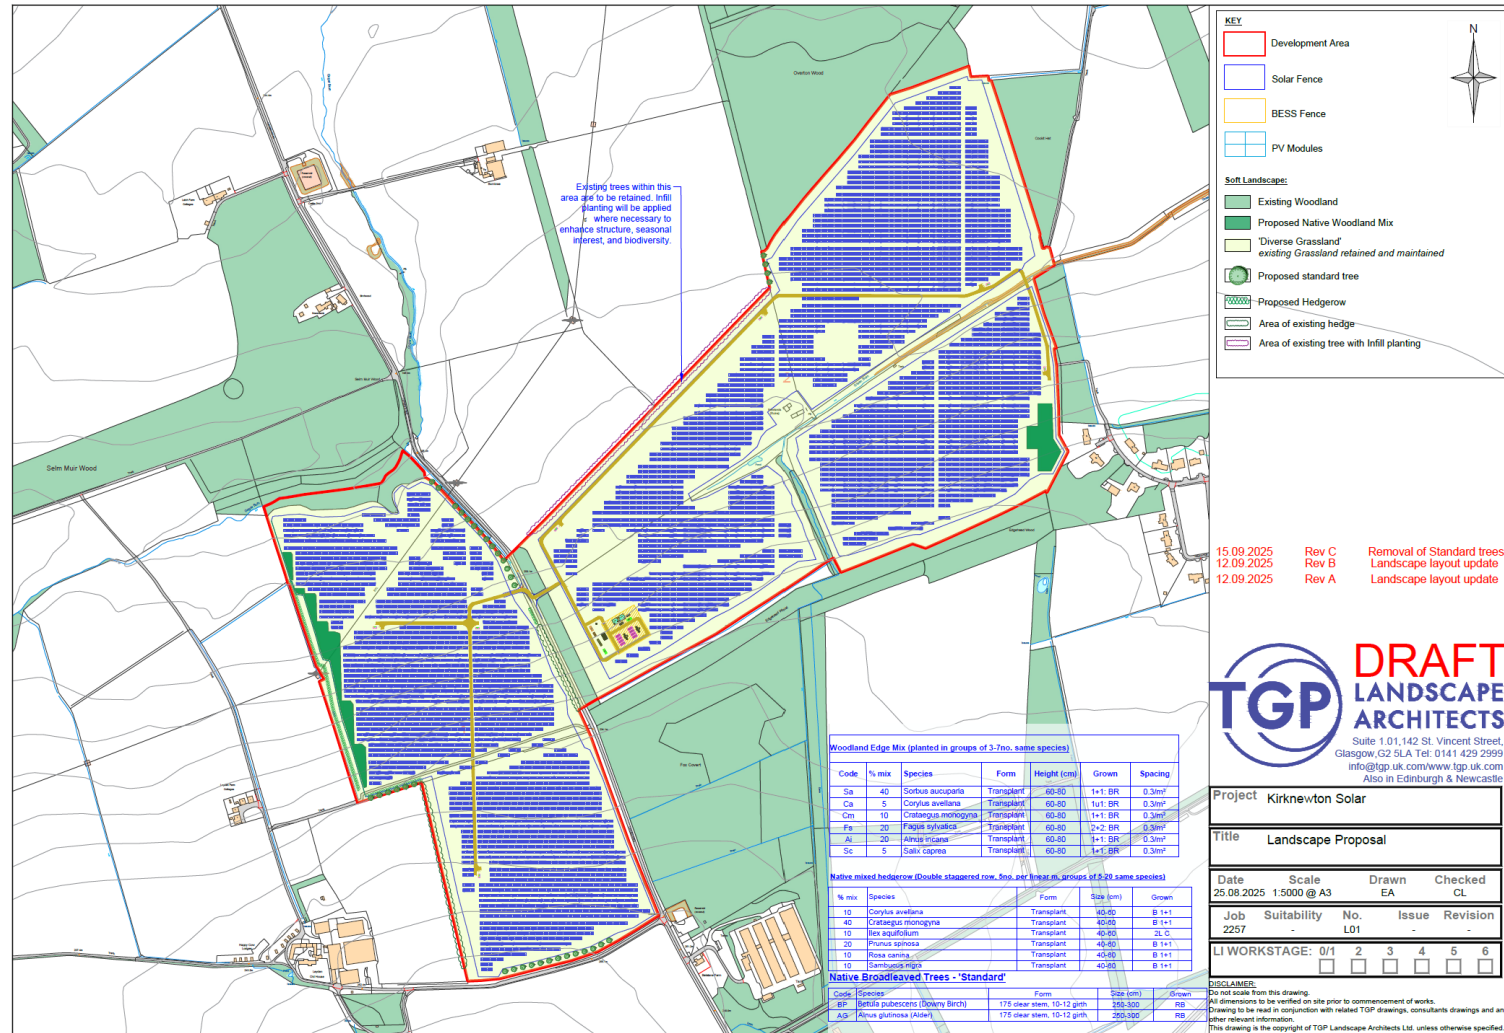 KEY
N
Development Area
Solar Fence
BESS Fence
PV Modules
Soft Landscape:
Existing Woodland
Proposed Native Woodland Mix
'Diverse Grassland'
existing Grassland retained and maintained
Proposed standard tree
Proposed Hedgerow
Area of existing hedge
Area of existing tree with Infill planting
Overton Wood
Existing trees within this
area are to be retained. Infill
planting will be applied
where necessary to
enhance structure, seasonal
interest, and biodiversity.
Selm Muir Wood
Selm Muir Wood
Fox Covert
15.09.2025 Rev C Removal of Standard trees
12.09.2025 Rev B Landscape layout update
12.09.2025 Rev A Landscape layout update
DRAFT
TGP
LANDSCAPE
ARCHITECTS
Suite 1.01,142 St. Vincent Street,
Glasgow,G2 5LA Tel: 0141 429 2999
info@tgp.uk.com/www.tgp.uk.com
Also in Edinburgh & Newcastle
Project Kirknewton Solar
Title Landscape Proposal
Date Scale Drawn Checked
25.08.2025 1:5000 @ A3 EA CL
Job Suitability No. Issue Revision
2257 - L01 - -
LI WORKSTAGE: 0/1 2 3 4 5 6
DISCLAIMER:
Do not scale from this drawing.
All dimensions to be verified on site prior to commencement of works.
Drawing to be read in conjunction with related TGP drawings, consultants drawings and
other relevant information.
This drawing is the copyright of TGP Landscape Architects Ltd. unless otherwise specified.
Woodland Edge Mix (planted in groups of 3-7no. same species)
Code % mix Species Form Height (cm) Grown Spacing
Sa 40 Sorbus aucuparia Transplant 60-80 1+1: BR 0.3/m²
Ca 5 Corylus avellana Transplant 60-80 1u1: BR 0.3/m²
Cm 10 Crataegus monogyna Transplant 60-80 1+1: BR 0.3/m²
Fs 20 Fagus sylvatica Transplant 60-80 2+2: BR 0.3/m²
Ai 20 Alnus incana Transplant 60-80 1+1: BR 0.3/m²
Sc 5 Salix caprea Transplant 60-80 1+1: BR 0.3/m²
Native mixed hedgerow (Double staggered row, 5no. per linear m, groups of 5-20 same species)
% mix Species Form Size (cm) Grown
10 Corylus avellana Transplant 40-60 B 1+1
40 Crataegus monogyna Transplant 40-60 B 1+1
10 Ilex aquifolium Transplant 40-60 2L C
20 Prunus spinosa Transplant 40-60 B 1+1
10 Rosa canina Transplant 40-60 B 1+1
10 Sambucus nigra Transplant 40-60 B 1+1
Native Broadleaved Trees - 'Standard'
Code Species Form Size (cm) Grown
BP Betula pubescens (Downy Birch) 175 clear stem, 10-12 girth 250-300 RB
AG Alnus glutinosa (Alder) 175 clear stem, 10-12 girth 250-300 RB